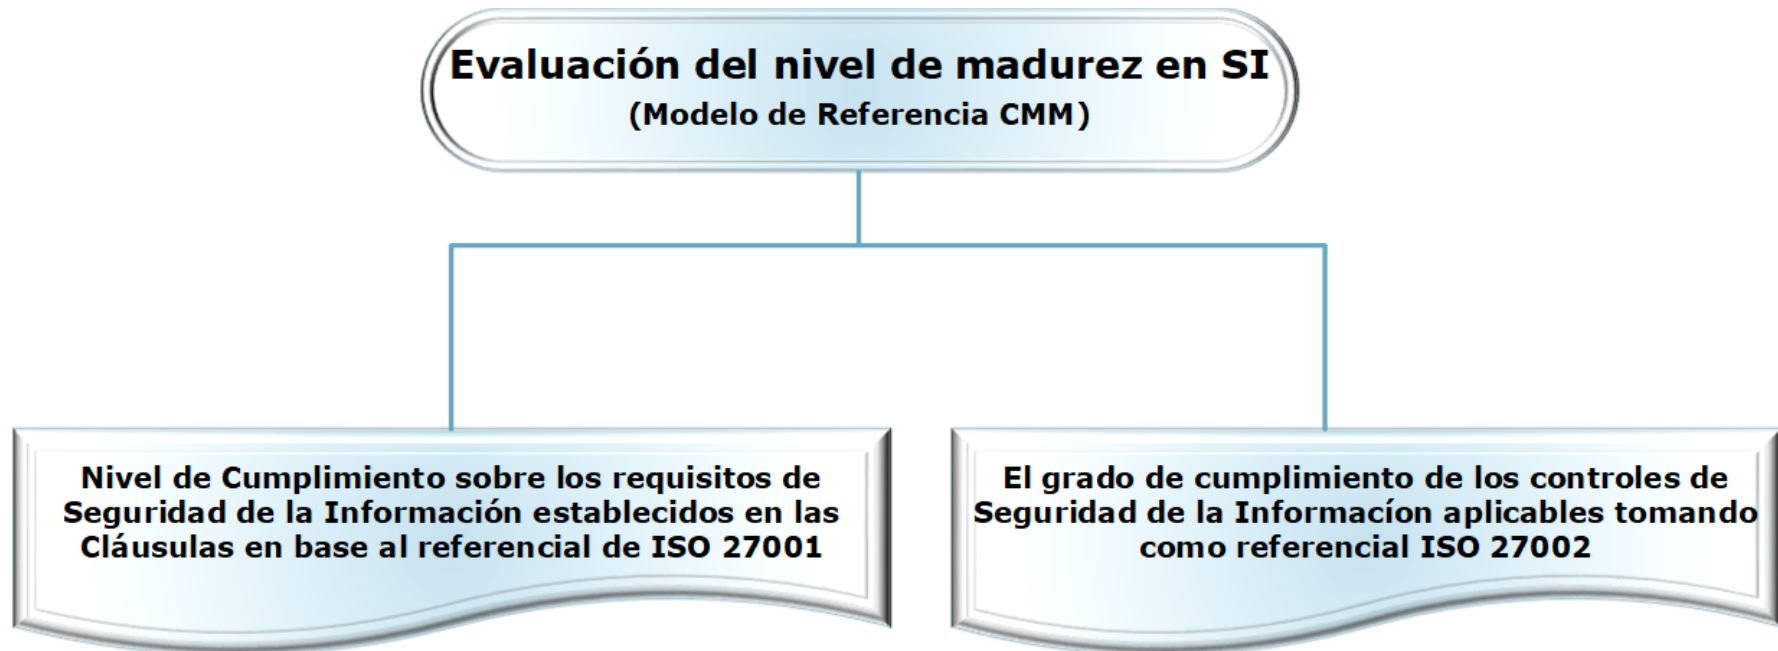 Evaluación del nivel de madurez en SI
(Modelo de Referencia CMM)
Nivel de Cumplimiento sobre los requisitos de
Seguridad de la Información establecidos en las
Cláusulas en base al referencial de ISO 27001
El grado de cumplimiento de los controles de
Seguridad de la Informacíon aplicables tomando
como referencial ISO 27002